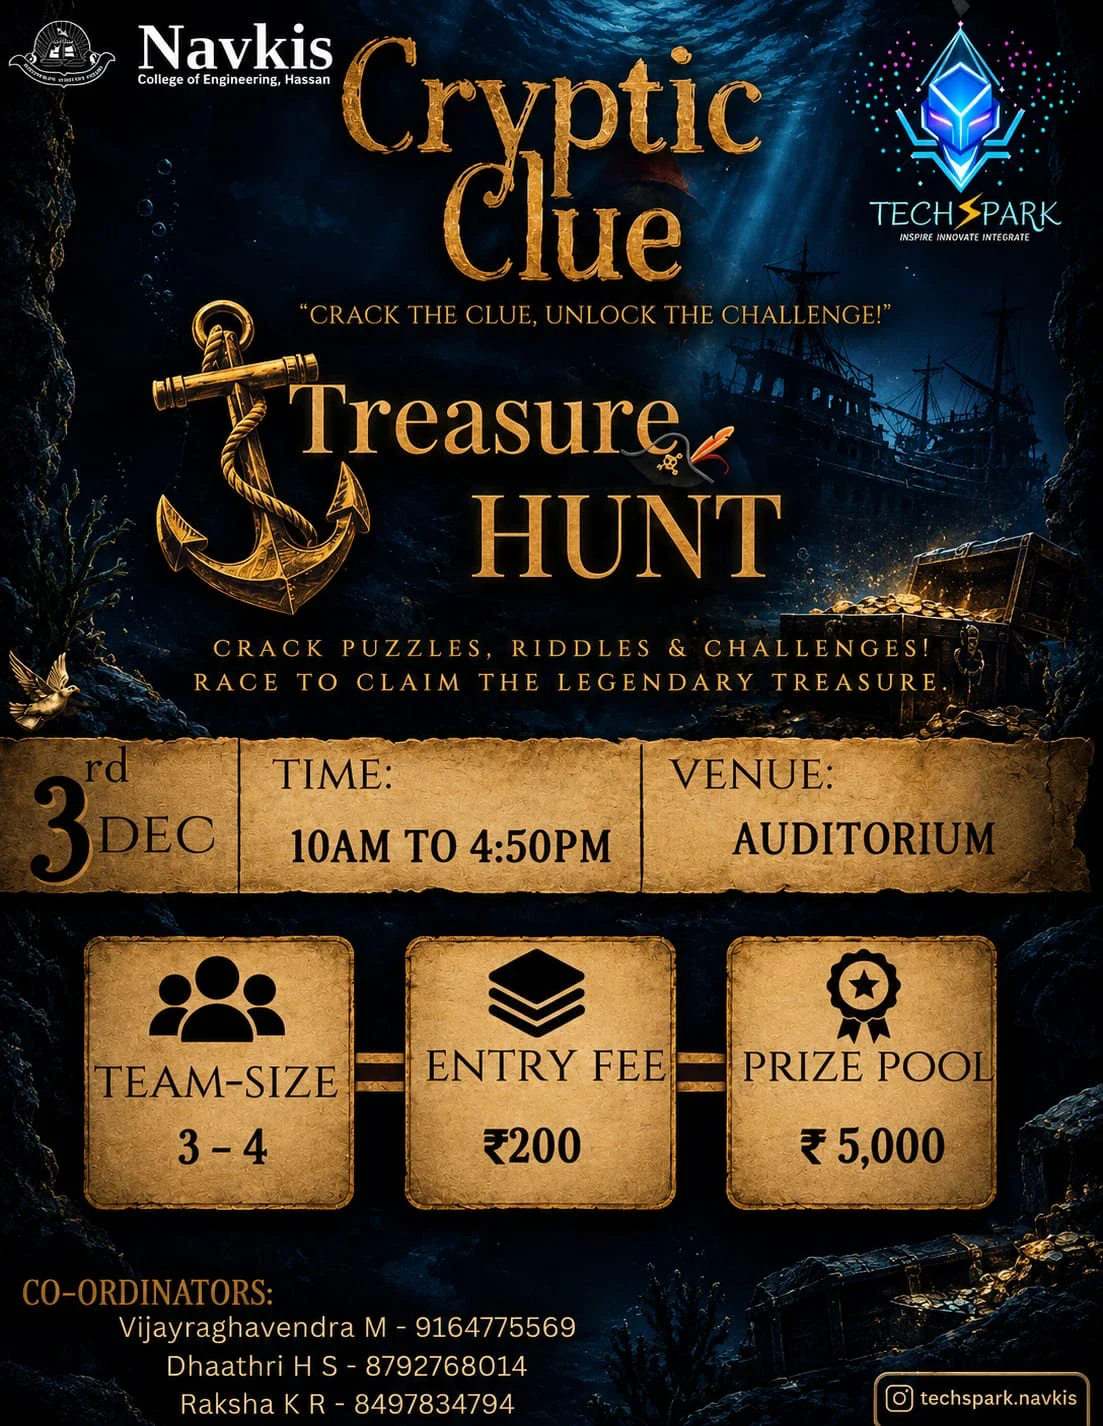 Navkis
College of Engineering, Hassan
Cryptic
Clue
TECH SPARK
INSPIRE INNOVATE INTEGRATE
“CRACK THE CLUE, UNLOCK THE CHALLENGE!”
Treasure
HUNT
CRACK PUZZLES, RIDDLES & CHALLENGES!
RACE TO CLAIM THE LEGENDARY TREASURE.
3rd DEC
TIME:
10AM TO 4:50PM
VENUE:
AUDITORIUM
TEAM-SIZE
3 – 4
ENTRY FEE
₹200
PRIZE POOL
₹ 5,000
CO-ORDINATORS:
Vijayraghavendra M - 9164775569
Dhaathri H S - 8792768014
Raksha K R - 8497834794
techspark.navkis